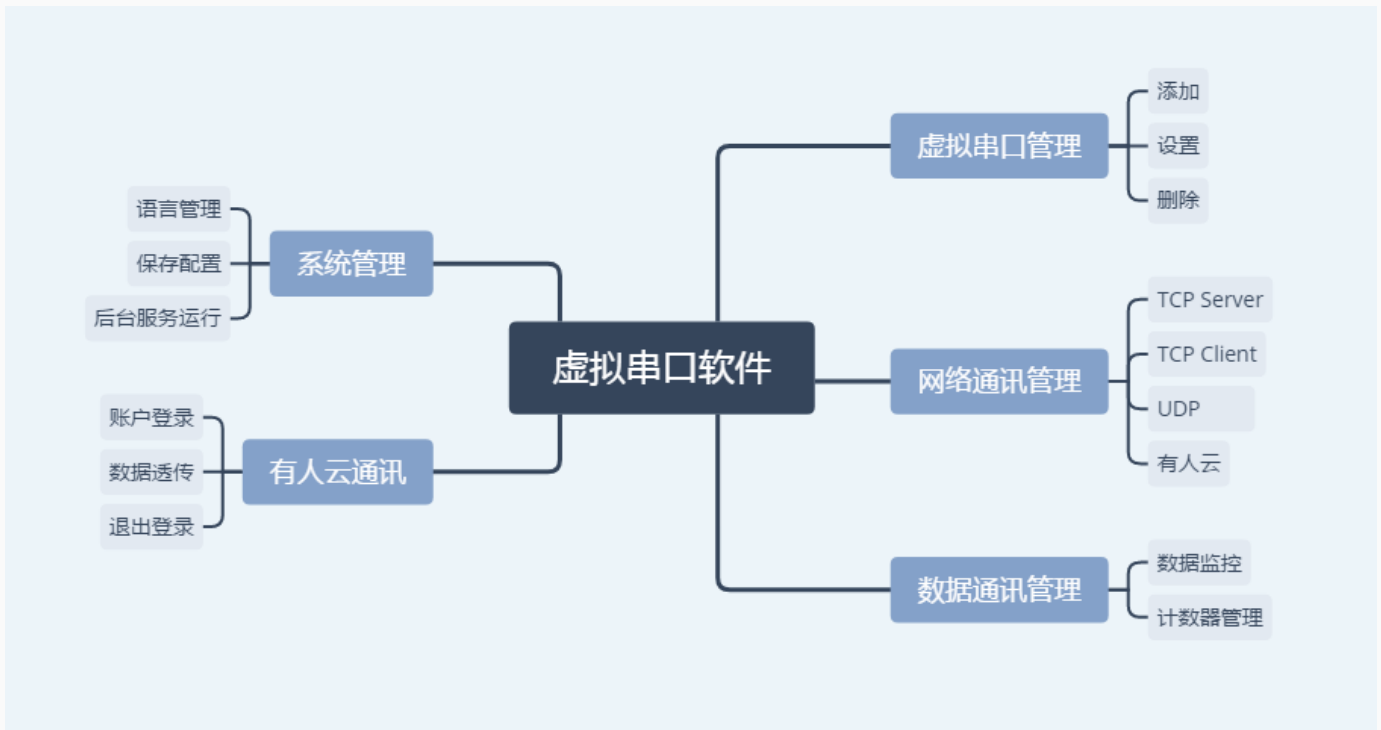 虚拟串口软件
虚拟串口管理
添加
设置
删除
网络通讯管理
TCP Server
TCP Client
UDP
有人云
数据通讯管理
数据监控
计数器管理
系统管理
语言管理
保存配置
后台服务运行
有人云通讯
账户登录
数据透传
退出登录